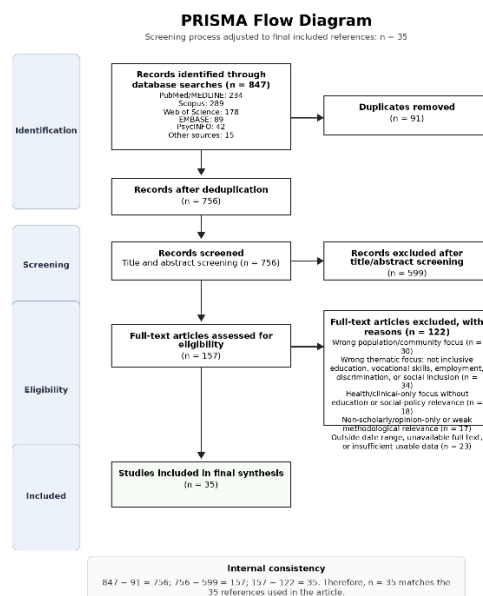 PRISMA Flow Diagram
Screening process adjusted to final included references: n = 35
Identification
Records identified through
database searches (n = 847)
PubMed/MEDLINE: 234
Scopus: 289
Web of Science: 178
EMBASE: 89
PsycINFO: 42
Other sources: 15
Duplicates removed
(n = 91)
Records after deduplication
(n = 756)
Screening
Records screened
Title and abstract screening (n = 756)
Records excluded after
title/abstract screening
(n = 599)
Eligibility
Full-text articles assessed for
eligibility
(n = 157)
Full-text articles excluded, with
reasons (n = 122)
Wrong population/community focus (n =
30)
Wrong thematic focus: not inclusive
education, vocational skills, employment,
discrimination, or social inclusion (n =
34)
Health/clinical-only focus without
education or social-policy relevance (n =
18)
Non-scholarly/opinion-only or weak
methodological relevance (n = 17)
Outside date range, unavailable full text,
or insufficient usable data (n = 23)
Included
Studies included in final synthesis
(n = 35)
Internal consistency
847 − 91 = 756; 756 − 599 = 157; 157 − 122 = 35. Therefore, n = 35 matches the
35 references used in the article.